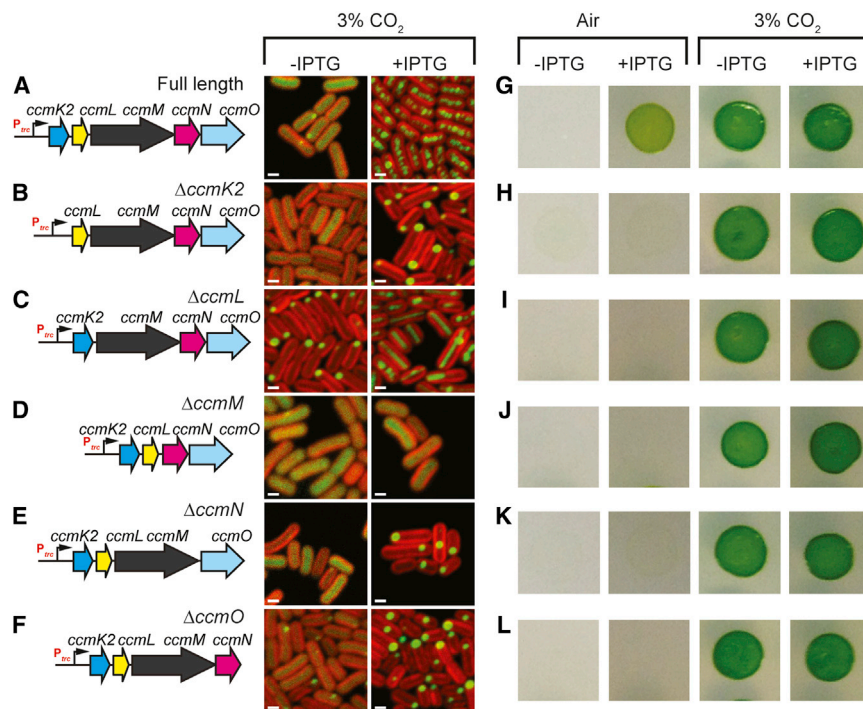 3% CO2
Air
3% CO2
-IPTG +IPTG
-IPTG +IPTG
-IPTG +IPTG
A Full length
ccmK2 ccmM ccmO
ccmL ccmN
Ptrc
G
B ΔccmK2
ccmL ccmM ccmN ccmO
Ptrc
H
C ΔccmL
ccmK2 ccmM ccmN ccmO
Ptrc
I
D ΔccmM
ccmK2 ccmL ccmN ccmO
Ptrc
J
E ΔccmN
ccmK2 ccmL ccmM ccmO
Ptrc
K
F ΔccmO
ccmK2 ccmL ccmM ccmN
Ptrc
L